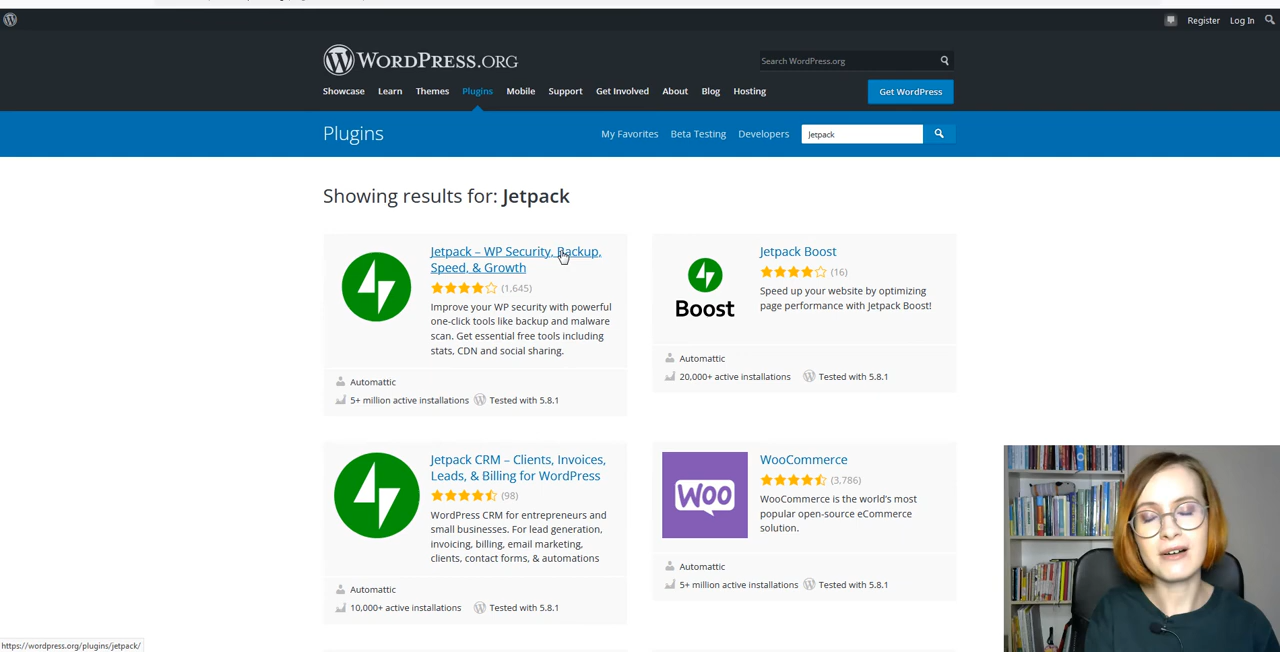 Register Log In
WORDPRESS.ORG
Search WordPress.org
Showcase Learn Themes Plugins Mobile Support Get Involved About Blog Hosting
Get WordPress
Plugins
My Favorites Beta Testing Developers
Jetpack
Showing results for: Jetpack
Jetpack – WP Security, Backup,
Speed, & Growth
(1,645)
Improve your WP security with powerful
one-click tools like backup and malware
scan. Get essential free tools including
stats, CDN and social sharing.
Automattic
5+ million active installations Tested with 5.8.1
Boost
Jetpack Boost
(16)
Speed up your website by optimizing
page performance with Jetpack Boost!
Automattic
20,000+ active installations Tested with 5.8.1
Jetpack CRM – Clients, Invoices,
Leads, & Billing for WordPress
(98)
WordPress CRM for entrepreneurs and
small businesses. For lead generation,
invoicing, billing, email marketing,
clients, contact forms, & automations
Automattic
10,000+ active installations Tested with 5.8.1
WOO
WooCommerce
(3,786)
WooCommerce is the world's most
popular open-source eCommerce
solution.
Automattic
5+ million active installations Tested with 5.8.1
https://wordpress.org/plugins/jetpack/